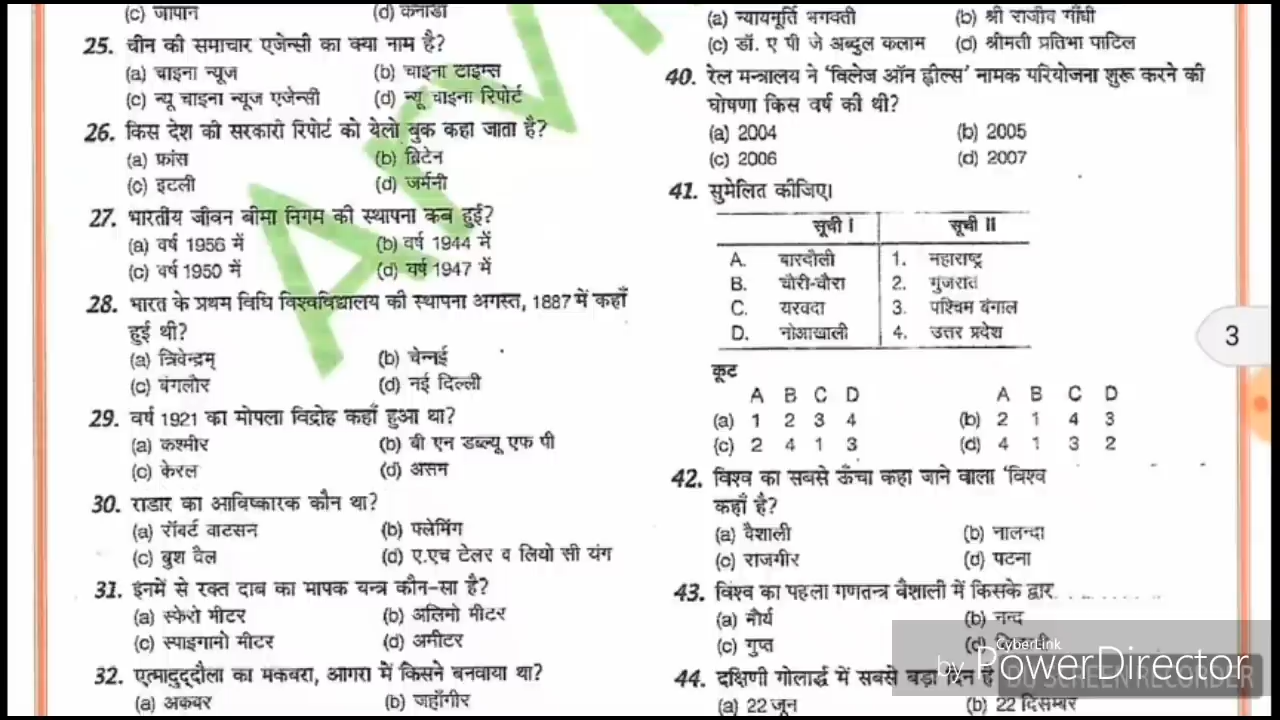 (c) जापान (d) कनाडा
25. चीन की समाचार एजेन्सी का क्या नाम है?
(a) चाइना न्यूज (b) चाइना टाइम्स
(c) न्यू चाइना न्यूज एजेन्सी (d) न्यू चाइना रिपोर्ट
26. किस देश की सरकारी रिपोर्ट को येलो बुक कहा जाता है?
(a) फ्रांस (b) ब्रिटेन
(c) इटली (d) जर्मनी
27. भारतीय जीवन बीमा निगम की स्थापना कब हुई?
(a) वर्ष 1956 में (b) वर्ष 1944 में
(c) वर्ष 1950 में (d) वर्ष 1947 में
28. भारत के प्रथम विधि विश्वविद्यालय की स्थापना अगस्त, 1887 में कहाँ
हुई थी?
(a) त्रिवेन्द्रम् (b) चेन्नई
(c) बंगलौर (d) नई दिल्ली
29. वर्ष 1921 का मोपला विद्रोह कहाँ हुआ था?
(a) कश्मीर (b) बी एन डब्ल्यू एफ पी
(c) केरल (d) असम
30. राडार का आविष्कारक कौन था?
(a) रॉबर्ट वाटसन (b) फ्लेमिंग
(c) बुश वैल (d) ए.एच टेलर व लियो सी यंग
31. इनमें से रक्त दाब का मापक यन्त्र कौन-सा है?
(a) स्फेरो मीटर (b) अलिमो मीटर
(c) स्पाइगानो मीटर (d) अमीटर
32. एत्मादुद्दौला का मकबरा, आगरा में किसने बनवाया था?
(a) अकबर (b) जहाँगीर
(a) न्यायमूर्ति भगवती (b) श्री राजीव गाँधी
(c) डॉ. ए पी जे अब्दुल कलाम (d) श्रीमती प्रतिभा पाटिल
40. रेल मन्त्रालय ने 'विलेज ऑन ह्वील्स' नामक परियोजना शुरू करने की
घोषणा किस वर्ष की थी?
(a) 2004 (b) 2005
(c) 2006 (d) 2007
41. सुमेलित कीजिए।
सूची I सूची II
A. बारदौली 1. महाराष्ट्र
B. चौरी-चौरा 2. गुजरात
C. यरवदा 3. पश्चिम बंगाल
D. नोआखाली 4. उत्तर प्रदेश
कूट
A B C D A B C D
(a) 1 2 3 4 (b) 2 1 4 3
(c) 2 4 1 3 (d) 4 1 3 2
42. विश्व का सबसे ऊँचा कहा जाने वाला 'विश्व
कहाँ है?
(a) वैशाली (b) नालन्दा
(c) राजगीर (d) पटना
43. विश्व का पहला गणतन्त्र वैशाली में किसके द्वार
(a) मौर्य (b) नन्द
(c) गुप्त (d)
44. दक्षिणी गोलार्द्ध में सबसे बड़ा दिन है
(a) 22 जून (b) 22 दिसम्बर
3
CyberLink
by PowerDirector
DU SCREEN RECORDER